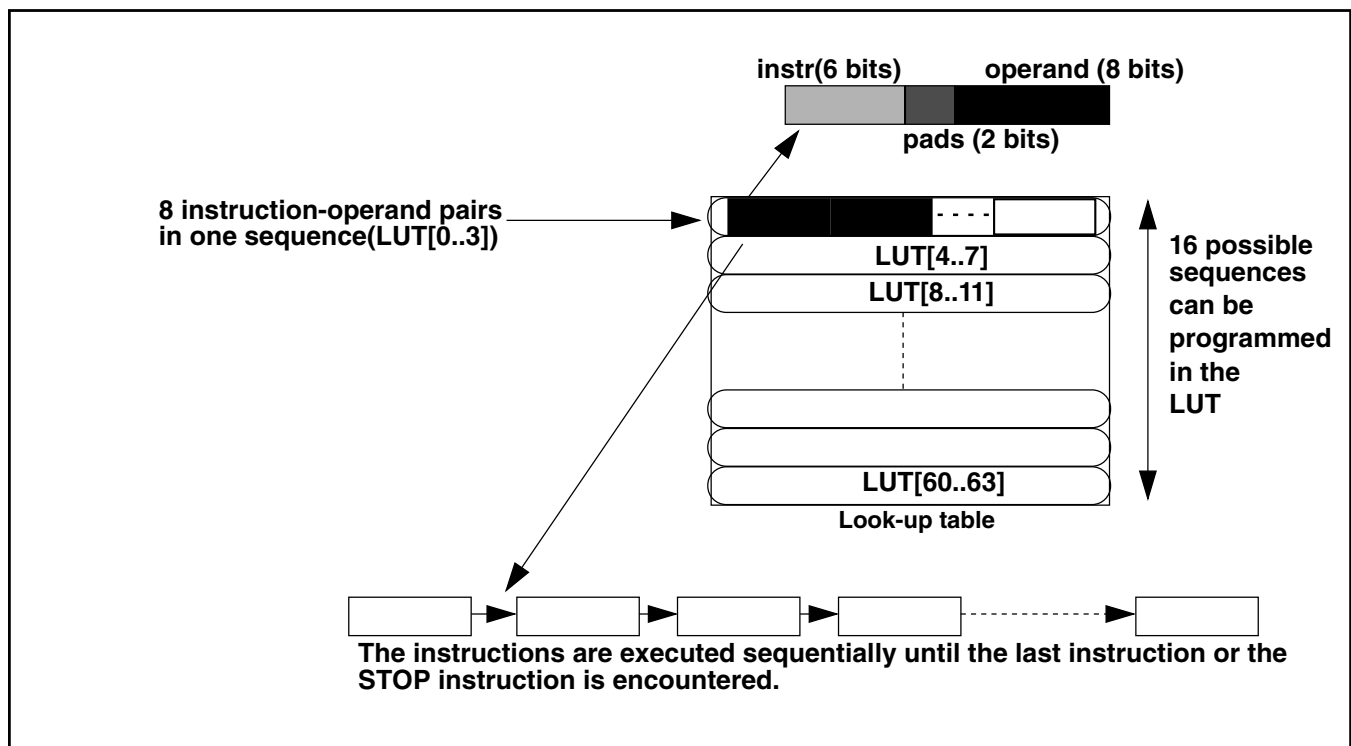 instr(6 bits) operand (8 bits)
pads (2 bits)
8 instruction-operand pairs
in one sequence(LUT[0..3])
LUT[4..7]
LUT[8..11]
16 possible
sequences
can be
programmed
in the
LUT
LUT[60..63]
Look-up table
The instructions are executed sequentially until the last instruction or the
STOP instruction is encountered.